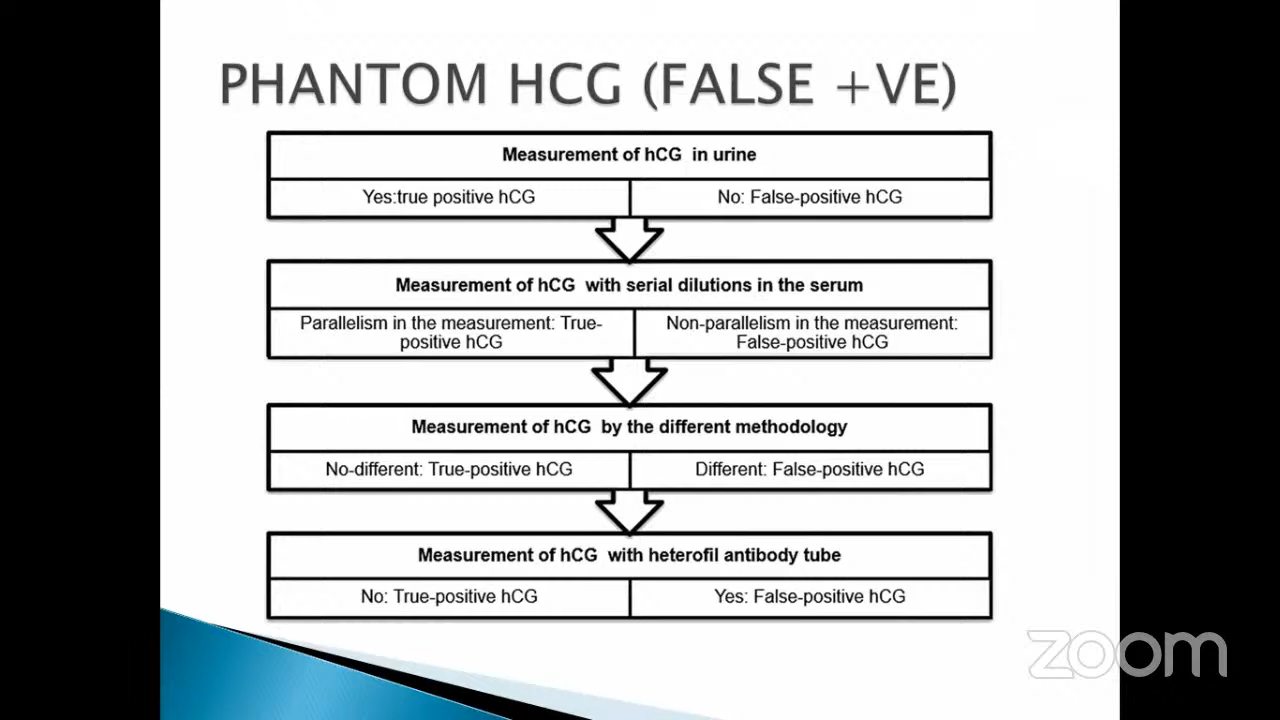 PHANTOM HCG (FALSE +VE)
Measurement of hCG in urine
Yes:true positive hCG
No: False-positive hCG
Measurement of hCG with serial dilutions in the serum
Parallelism in the measurement: True-
positive hCG
Non-parallelism in the measurement:
False-positive hCG
Measurement of hCG by the different methodology
No-different: True-positive hCG
Different: False-positive hCG
Measurement of hCG with heterofil antibody tube
No: True-positive hCG
Yes: False-positive hCG
zoom